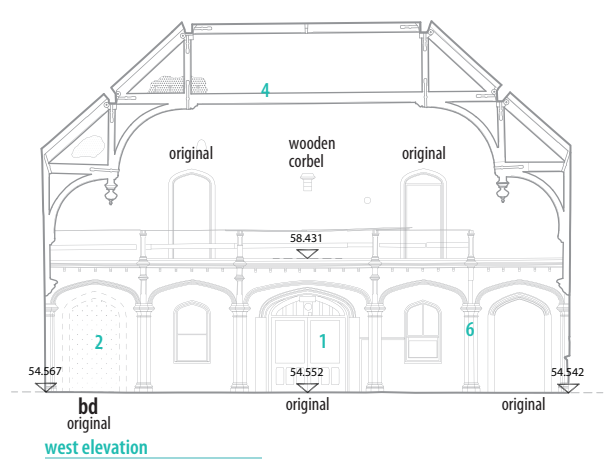 4
original
wooden
corbel
original
58.431
2
1
6
54.567
54.552
54.542
bd
original
original
original
west elevation